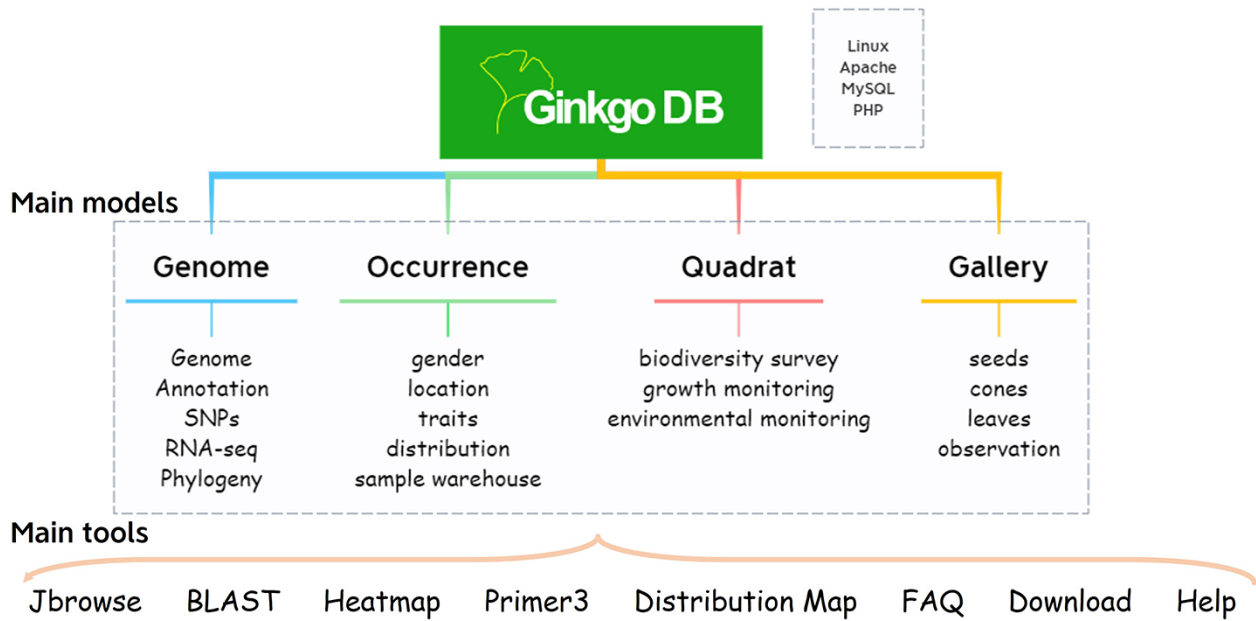 Ginkgo DB
Linux
Apache
MySQL
PHP
Main models
Genome
Genome
Annotation
SNPs
RNA-seq
Phylogeny
Occurrence
gender
location
traits
distribution
sample warehouse
Quadrat
biodiversity survey
growth monitoring
environmental monitoring
Gallery
seeds
cones
leaves
observation
Main tools
Jbrowse BLAST Heatmap Primer3 Distribution Map FAQ Download Help